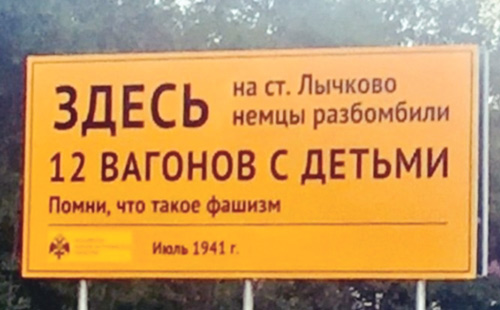 ЗДЕСЬ на ст. Лычково
немцы разбомбили
12 ВАГОНОВ С ДЕТЬМИ
Помни, что такое фашизм
Июль 1941 г.